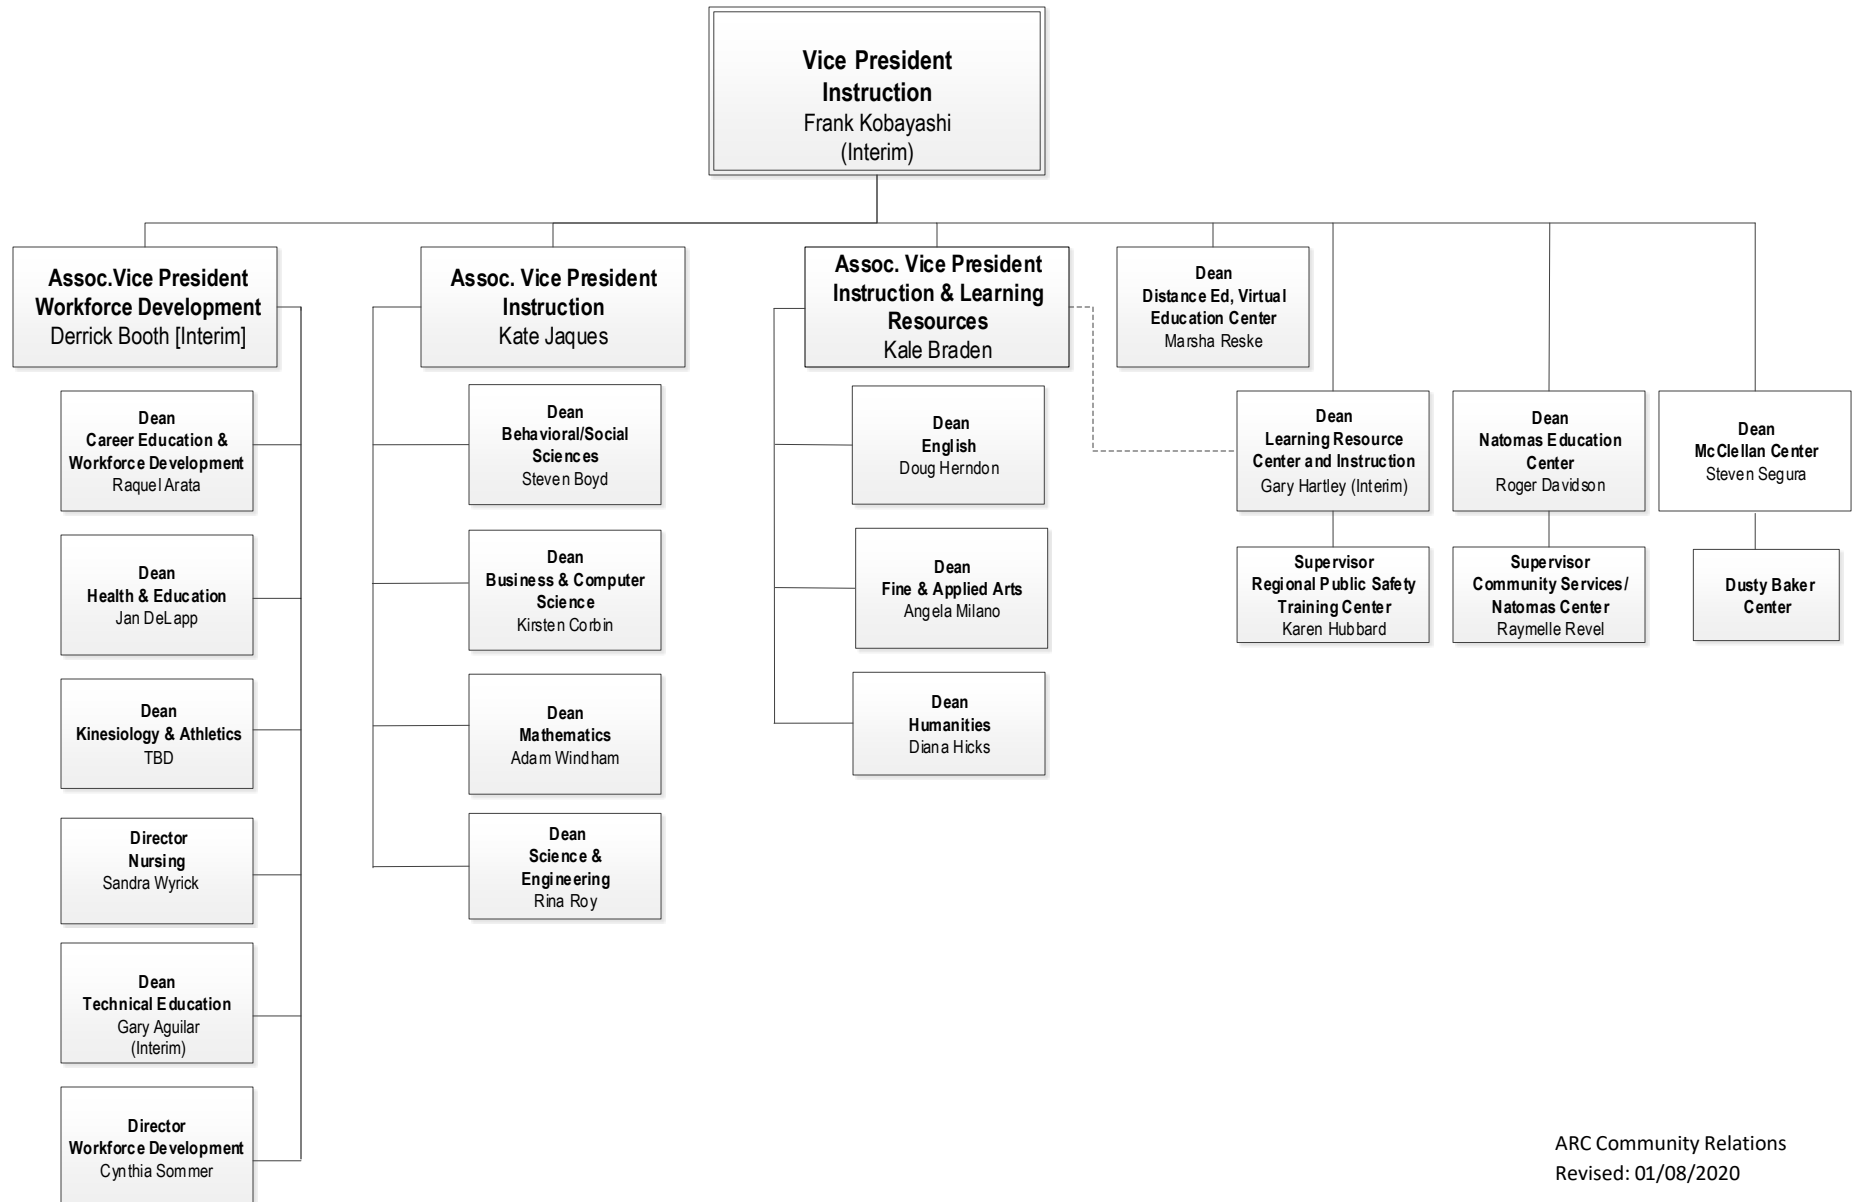 Vice President
Instruction
Frank Kobayashi
(Interim)
Assoc.Vice President
Workforce Development
Derrick Booth [Interim]
Assoc. Vice President
Instruction
Kate Jaques
Assoc. Vice President
Instruction & Learning
Resources
Kale Braden
Dean
Distance Ed, Virtual
Education Center
Marsha Reske
Dean
Career Education &
Workforce Development
Raquel Arata
Dean
Health & Education
Jan DeLapp
Dean
Kinesiology & Athletics
TBD
Director
Nursing
Sandra Wyrick
Dean
Technical Education
Gary Aguilar
(Interim)
Director
Workforce Development
Cynthia Sommer
Dean
Behavioral/Social
Sciences
Steven Boyd
Dean
Business & Computer
Science
Kirsten Corbin
Dean
Mathematics
Adam Windham
Dean
Science &
Engineering
Rina Roy
Dean
English
Doug Herndon
Dean
Fine & Applied Arts
Angela Milano
Dean
Humanities
Diana Hicks
Dean
Learning Resource
Center and Instruction
Gary Hartley (Interim)
Supervisor
Regional Public Safety
Training Center
Karen Hubbard
Dean
Natomas Education
Center
Roger Davidson
Supervisor
Community Services/
Natomas Center
Raymelle Revel
Dean
McClellan Center
Steven Segura
Dusty Baker
Center
ARC Community Relations
Revised: 01/08/2020